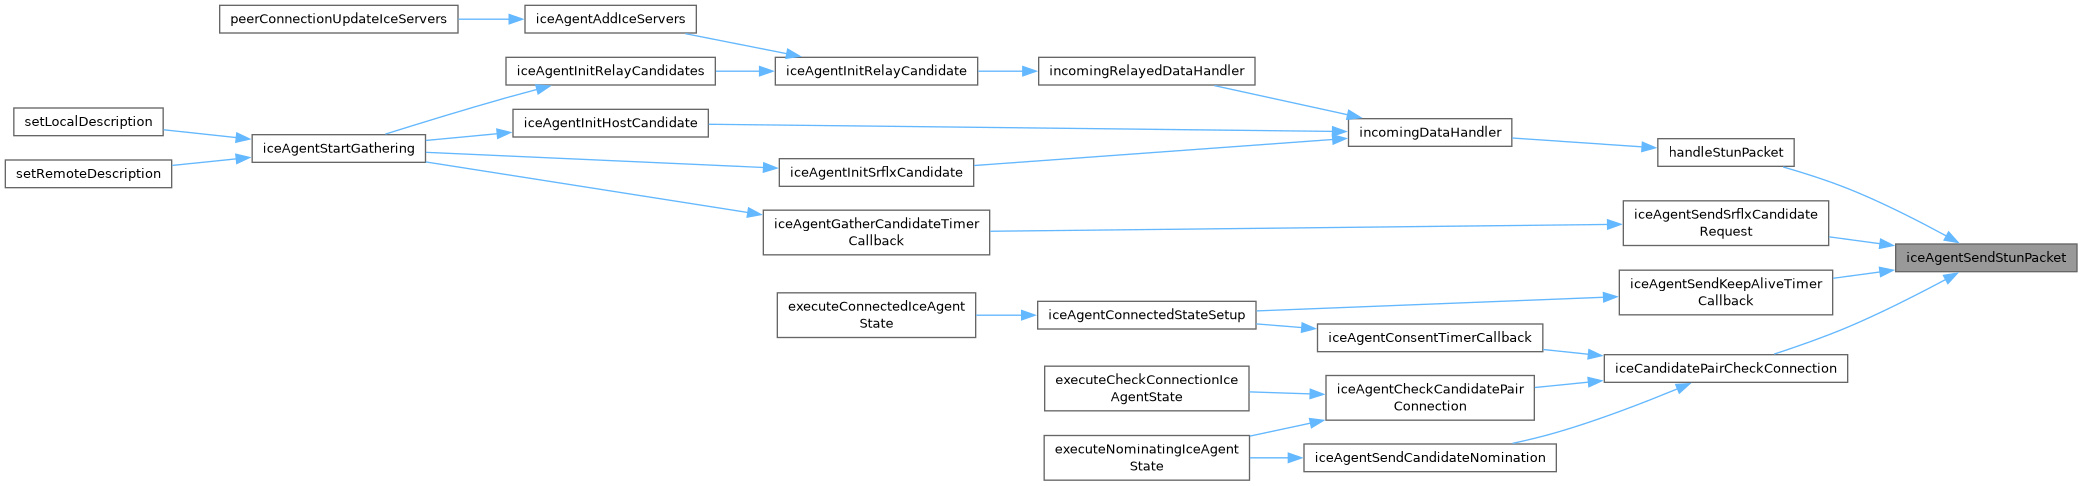 peerConnectionUpdateIceServers
iceAgentAddIceServers
iceAgentInitRelayCandidates
iceAgentInitRelayCandidate
incomingRelayedDataHandler
setLocalDescription
iceAgentInitHostCandidate
incomingDataHandler
iceAgentStartGathering
handleStunPacket
setRemoteDescription
iceAgentInitSrflxCandidate
iceAgentGatherCandidateTimer
Callback
iceAgentSendSrflxCandidate
Request
iceAgentSendStunPacket
iceAgentSendKeepAliveTimer
Callback
executeConnectedIceAgent
State
iceAgentConnectedStateSetup
iceAgentConsentTimerCallback
iceCandidatePairCheckConnection
executeCheckConnectionIce
AgentState
iceAgentCheckCandidatePair
Connection
executeNominatingIceAgent
State
iceAgentSendCandidateNomination